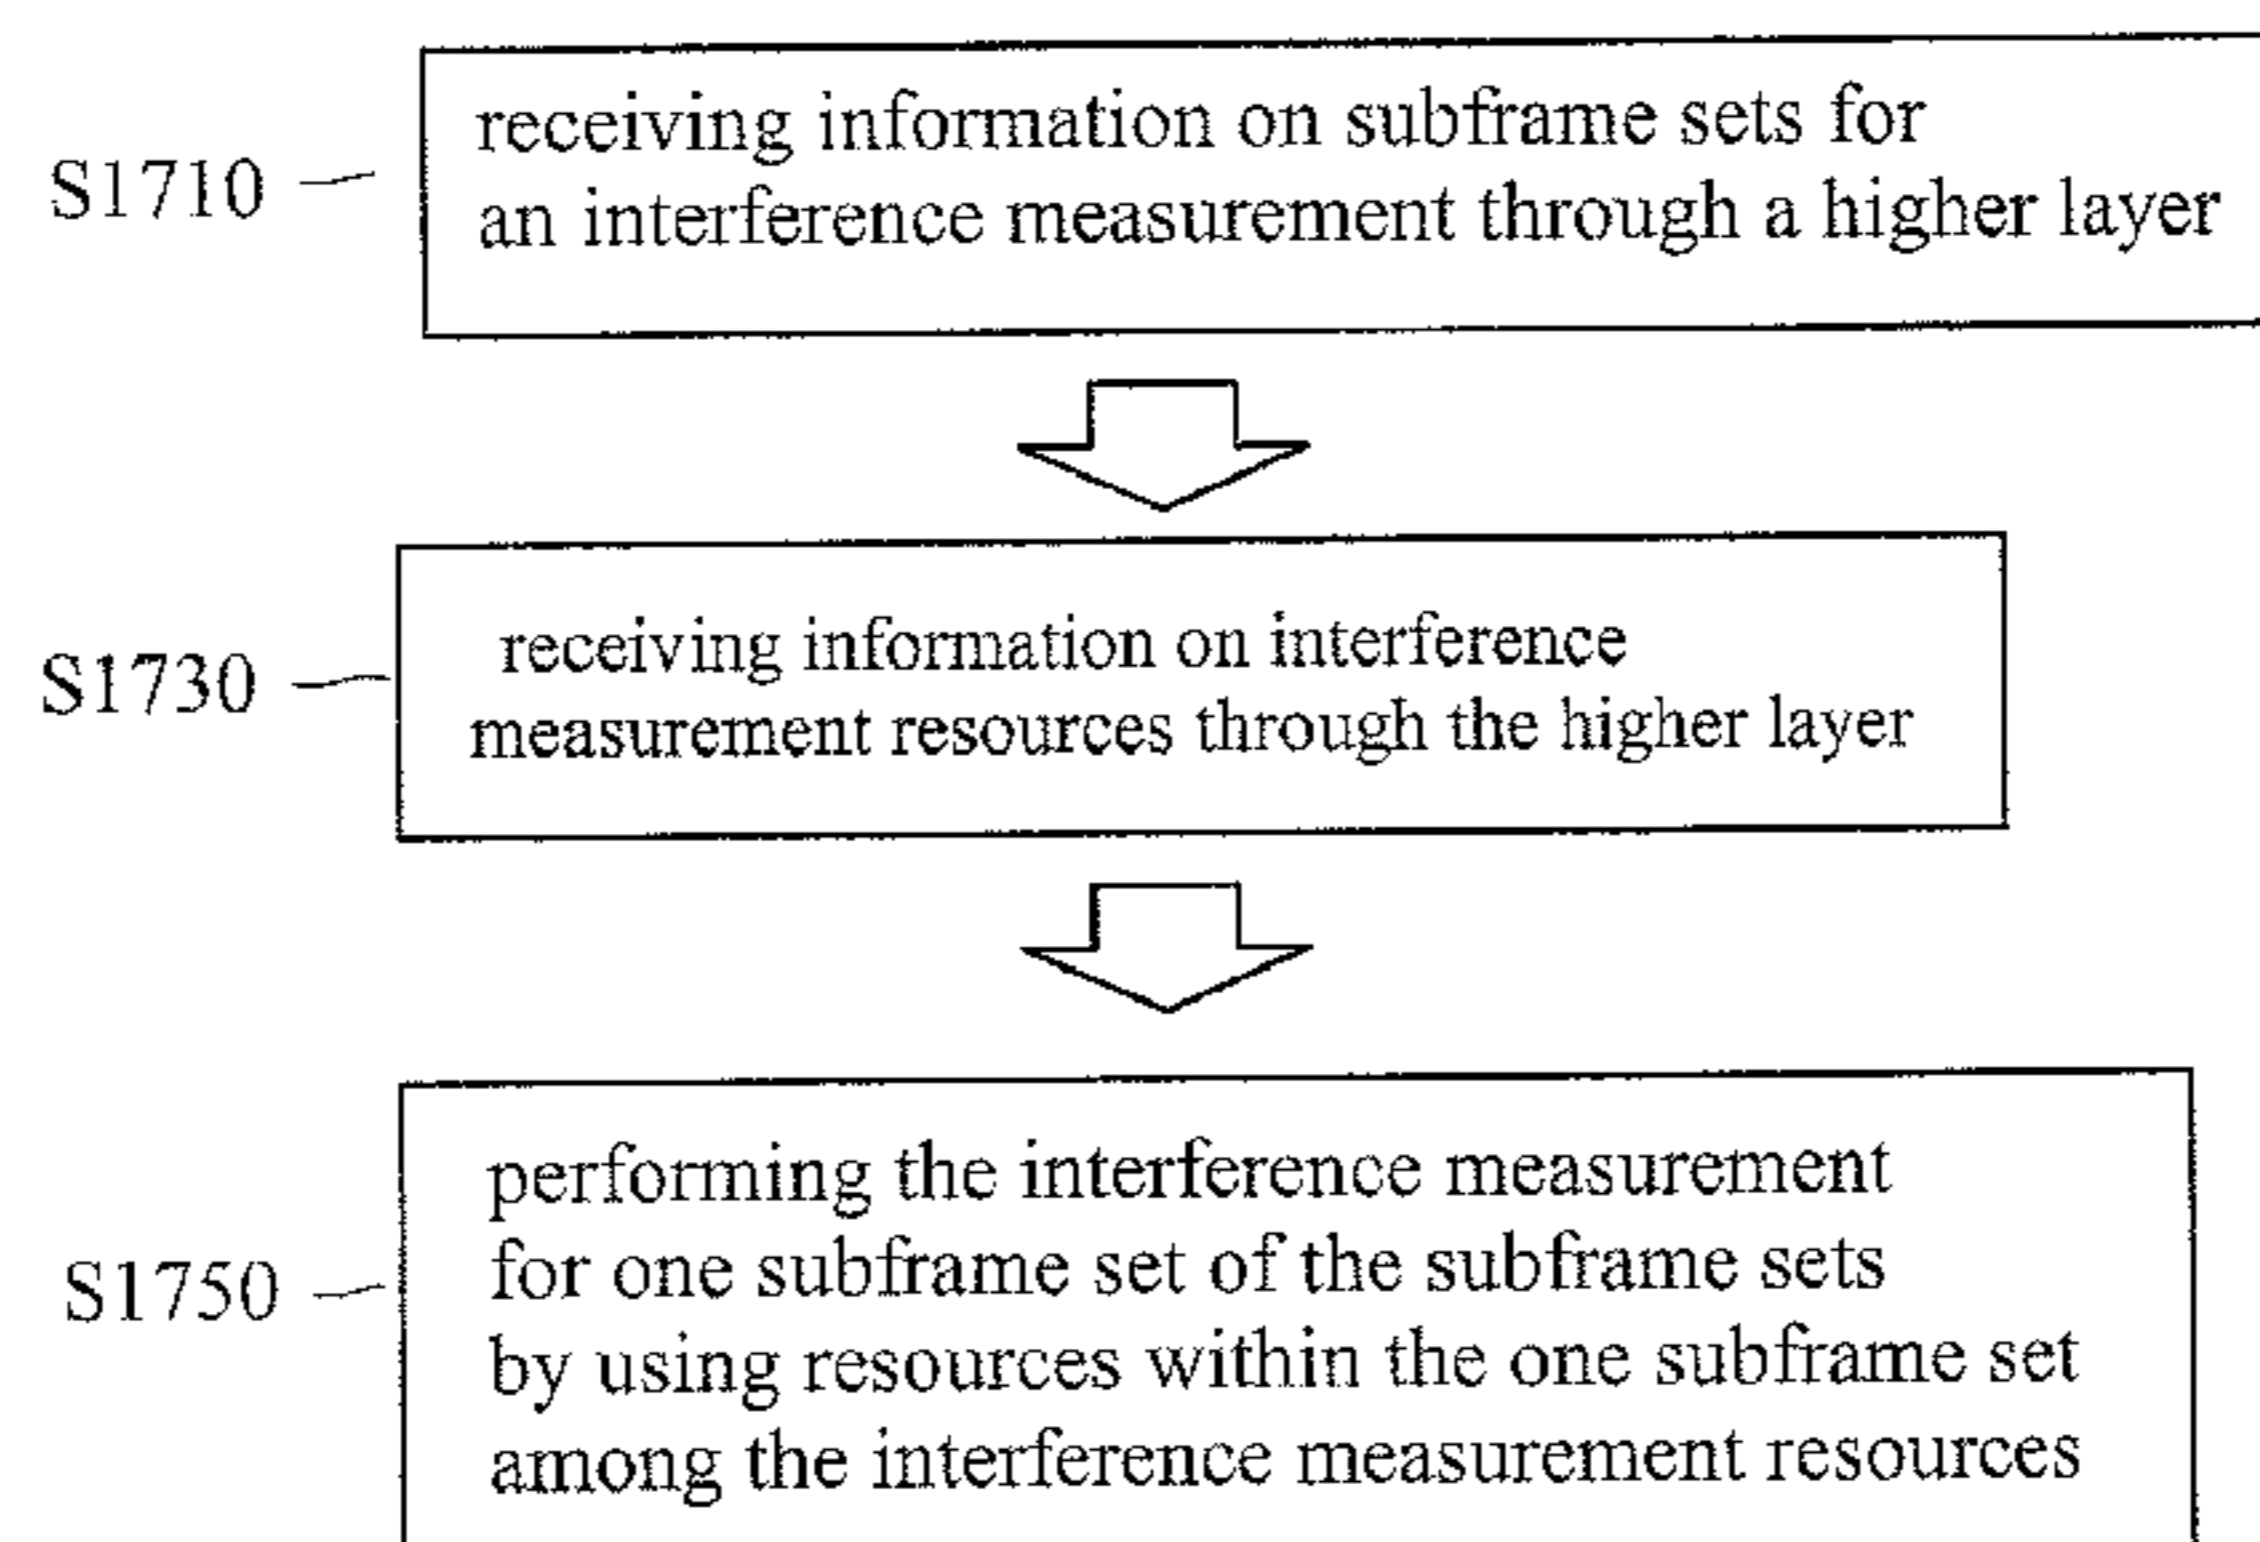 S1710
receiving information on subframe sets for
an interference measurement through a higher layer
S1730
receiving information on interference
measurement resources through the higher layer
S1750
performing the interference measurement
for one subframe set of the subframe sets
by using resources within the one subframe set
among the interference measurement resources